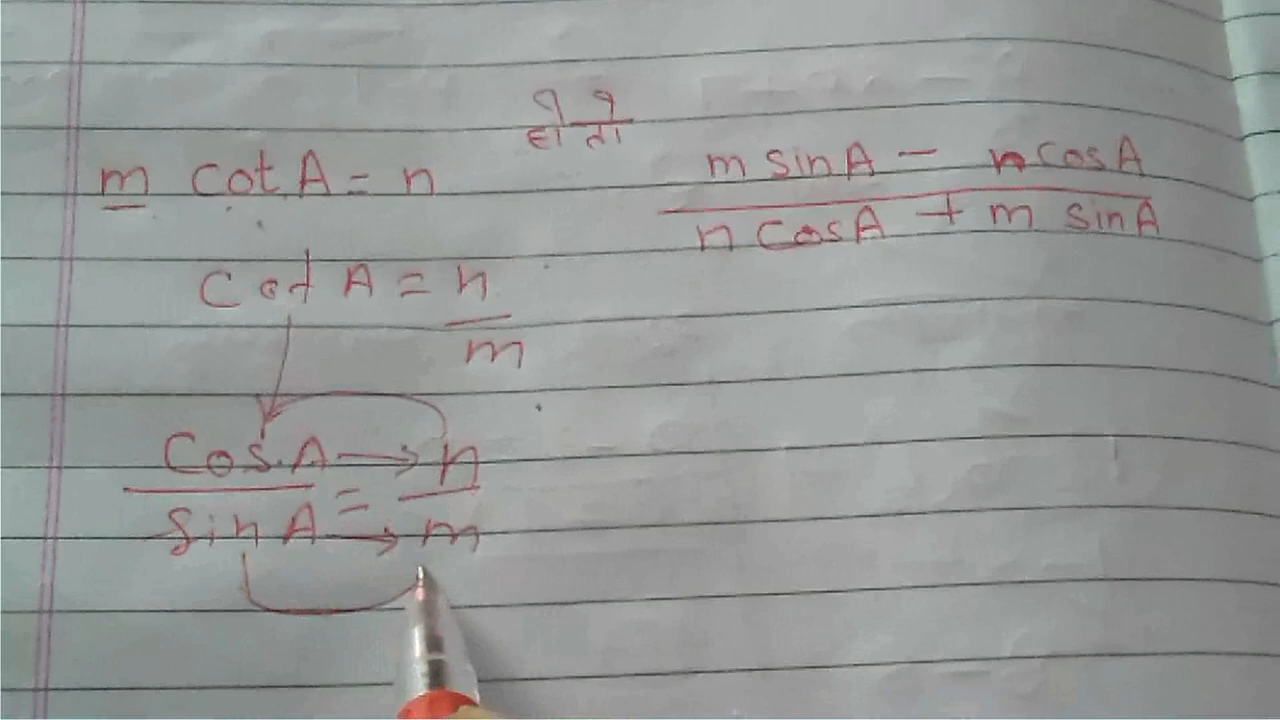 m cot A = n
हो तो
m sin A - n cos A
n cos A + m sin A
cot A = n
m
Cos A → n
=
Sin A → m